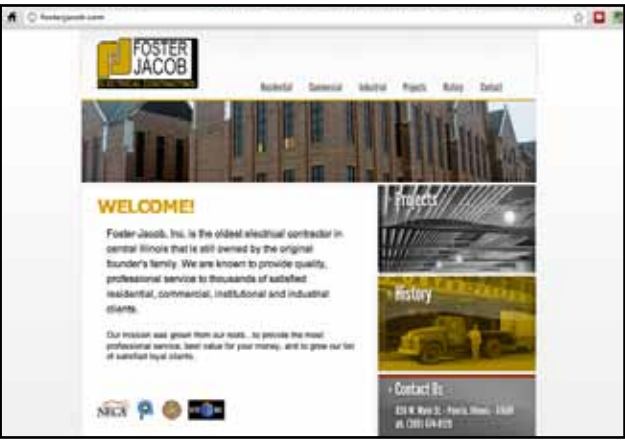 fosterjacob.com
FOSTER
JACOB
ELECTRICAL CONTRACTING
Residential Commercial Industrial Projects History Contact
WELCOME!
Foster-Jacob, Inc. is the oldest electrical contractor in
central Illinois that is still owned by the original
founder's family. We are known to provide quality,
professional service to thousands of satisfied
residential, commercial, institutional and industrial
clients.
Our mission was grown from our roots...to provide the most
professional service, best value for your money, and to grow our list
of satisfied loyal clients.
› Projects
› History
› Contact Us
NECA